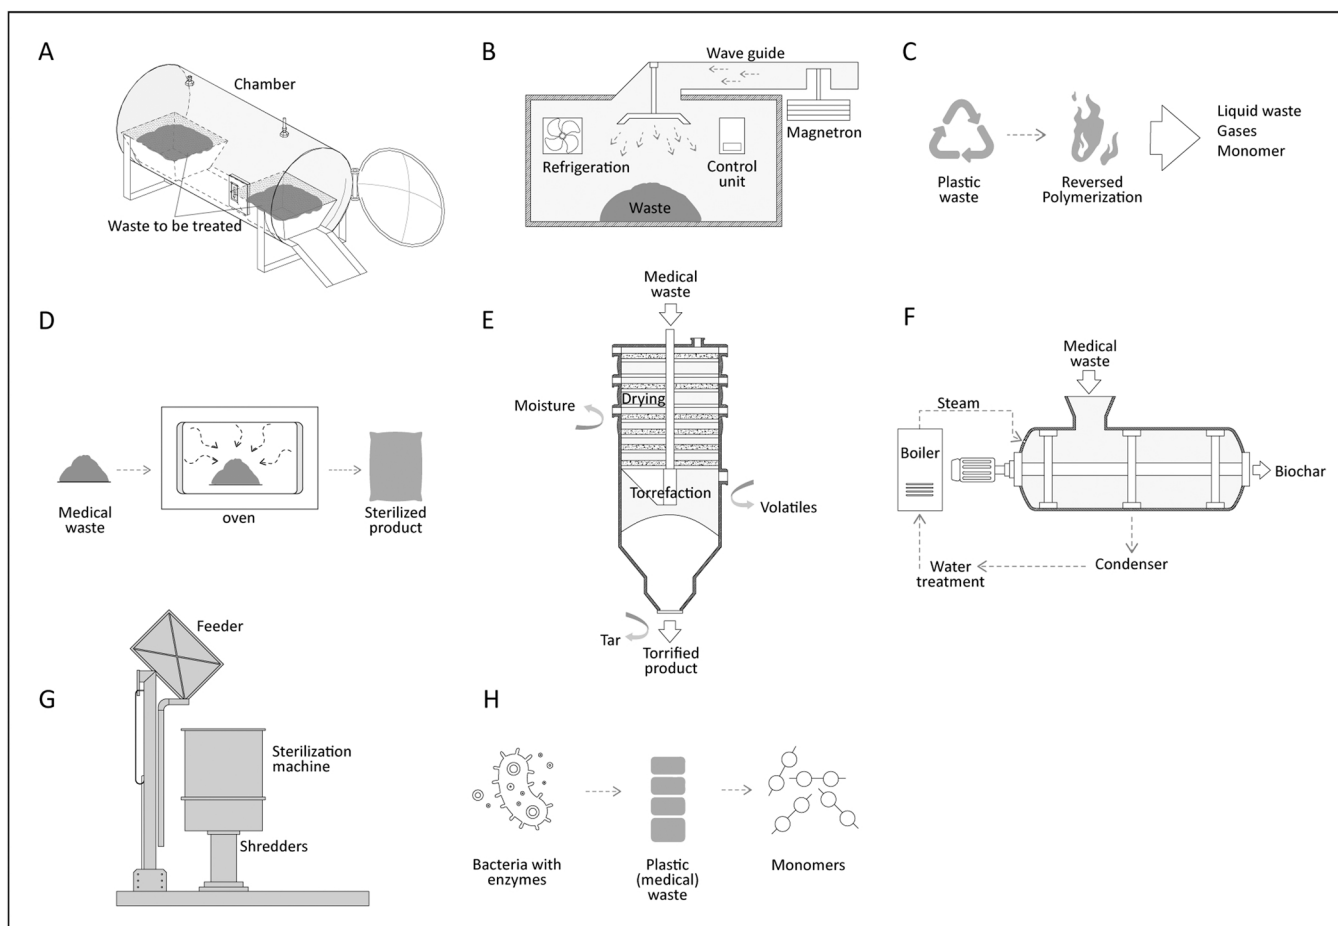 A
Chamber
Waste to be treated
B
Wave guide
Magnetron
Refrigeration
Control
unit
Waste
C
Plastic
waste
Reversed
Polymerization
Liquid waste
Gases
Monomer
D
Medical
waste
oven
Sterilized
product
E
Medical
waste
Drying
Moisture
Torrefaction
Volatiles
Tar
Torrified
product
F
Medical
waste
Steam
Boiler
Biochar
Condenser
Water
treatment
G
Feeder
Sterilization
machine
Shredders
H
Bacteria with
enzymes
Plastic
(medical)
waste
Monomers